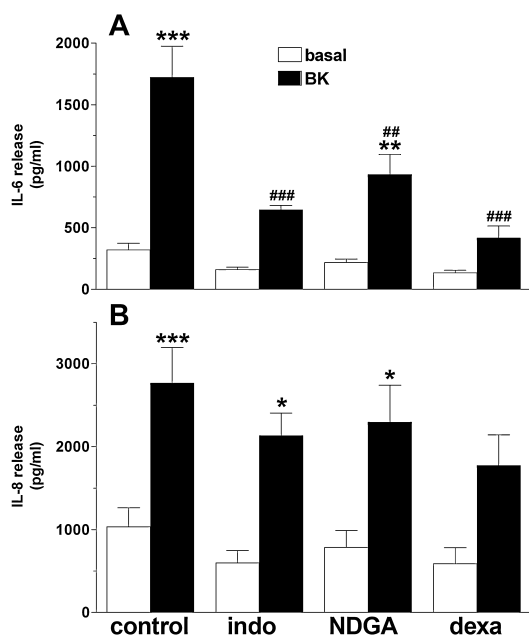 A
2000
1500
1000
500
0
IL-6 release
(pg/ml)
***
###
##
**
###
basal
BK
B
3000
2000
1000
0
IL-8 release
(pg/ml)
***
*
*
control indo NDGA dexa